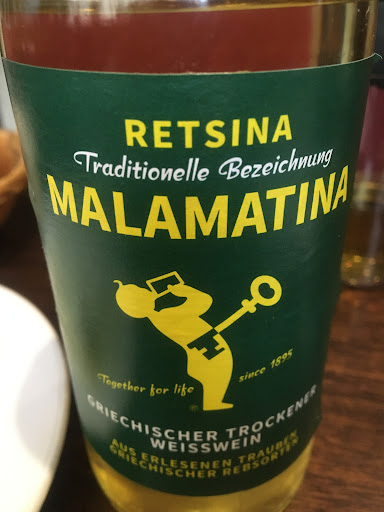 RETSINA
Traditionelle Bezeichnung
MALAMATINA
Together for life
since 1895
GRIECHISCHER TROCKENER
WEISSWEIN
AUS ERLESENEN TRAUBEN
GRIECHISCHER REBSORTEN